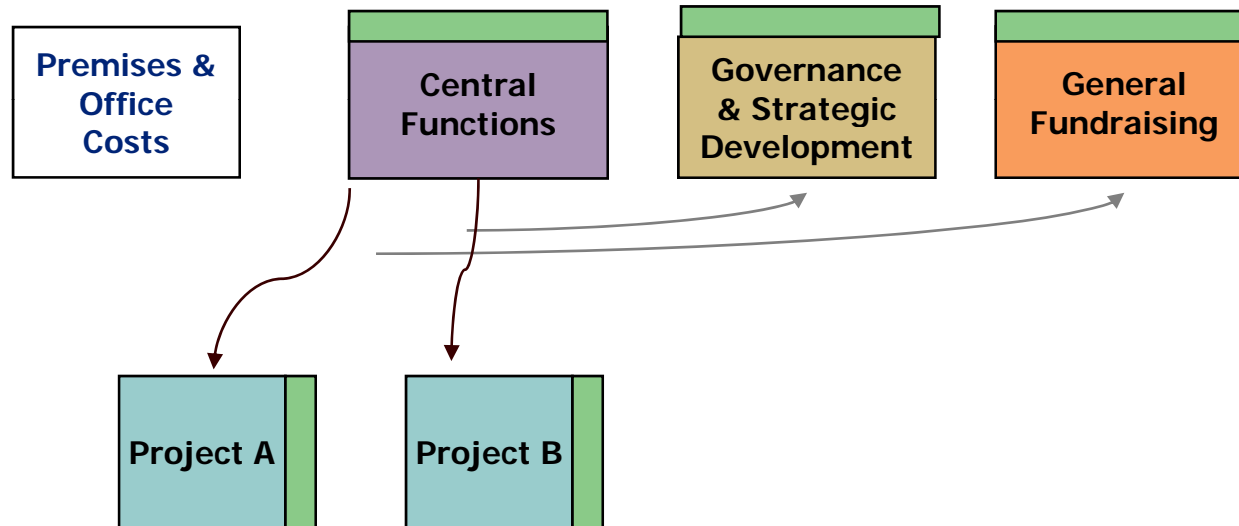 Premises &
Office
Costs
Central
Functions
Governance
& Strategic
Development
General
Fundraising
Project A
Project B